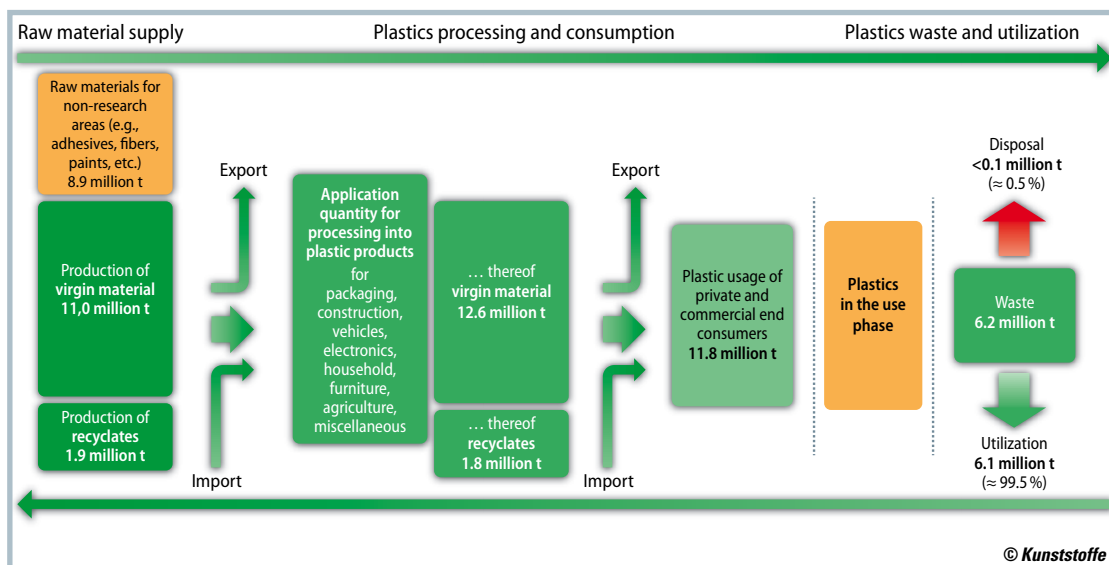 Raw material supply
Plastics processing and consumption
Plastics waste and utilization
Raw materials for
non-research
areas (e.g.,
adhesives, fibers,
paints, etc.)
8.9 million t
Production of
virgin material
11,0 million t
Production of
recyclates
1.9 million t
Export
Import
Application
quantity for
processing into
plastic products
for
packaging,
construction,
vehicles,
electronics,
household,
furniture,
agriculture,
miscellaneous
… thereof
virgin material
12.6 million t
… thereof
recyclates
1.8 million t
Export
Import
Plastic usage of
private and
commercial end
consumers
11.8 million t
Plastics
in the use
phase
Disposal
<0.1 million t
(≈ 0.5 %)
Waste
6.2 million t
Utilization
6.1 million t
(≈ 99.5 %)
© Kunststoffe